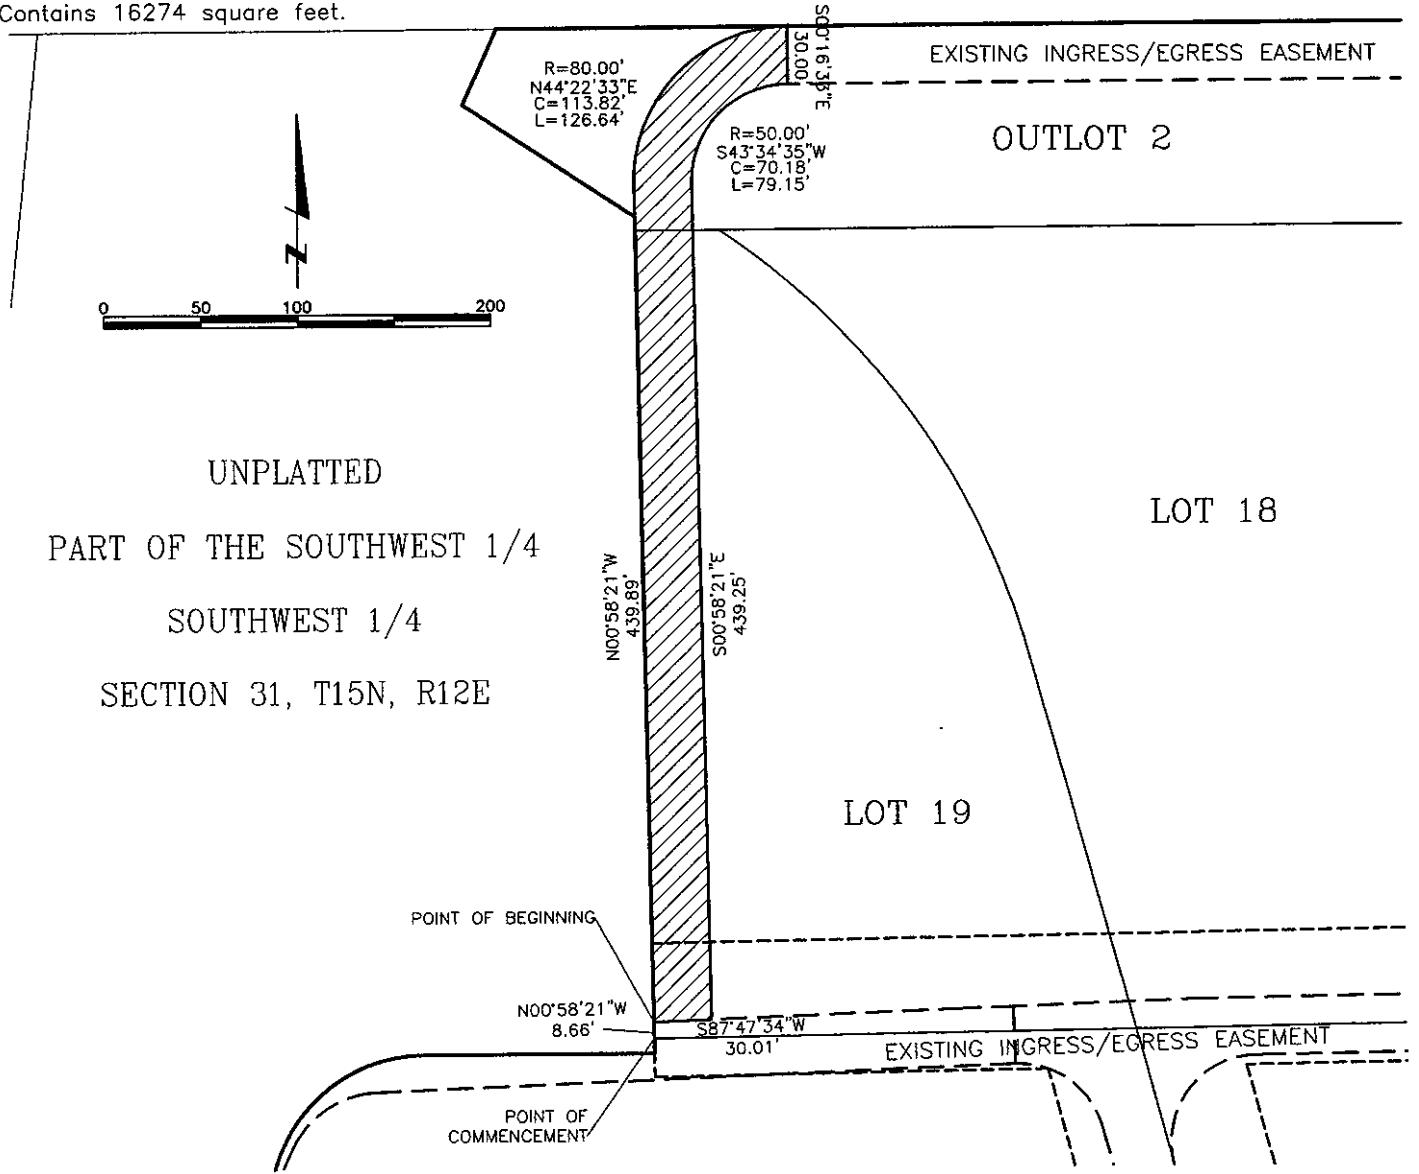 Contains 16274 square feet.
S00°16'36"E
30.00'
EXISTING INGRESS/EGRESS EASEMENT
R=80.00'
N44°22'33"E
C=113.82'
L=126.64'
R=50.00'
S43°34'35"W
C=70.18'
L=79.15'
OUTLOT 2
N
0 50 100 200
UNPLATTED
PART OF THE SOUTHWEST 1/4
SOUTHWEST 1/4
SECTION 31, T15N, R12E
N00°58'21"W
439.89'
S00°58'21"E
439.25'
LOT 18
LOT 19
POINT OF BEGINNING
N00°58'21"W
8.66'
S87°47'34"W
30.01'
EXISTING INGRESS/EGRESS EASEMENT
POINT OF
COMMENCEMENT